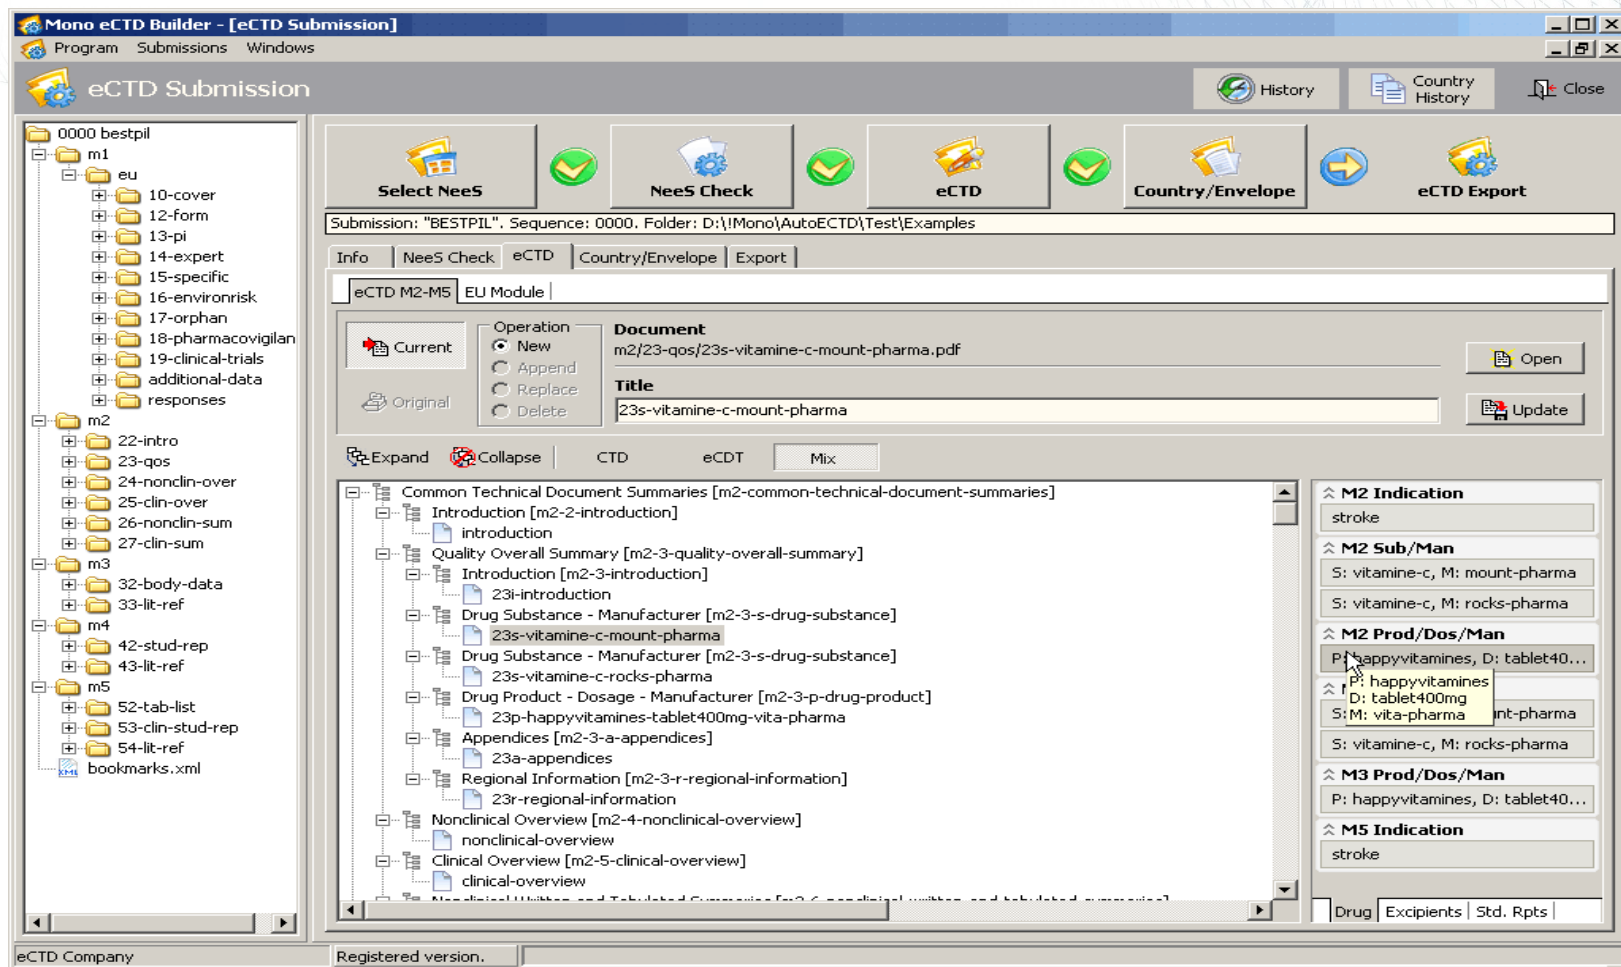 Mono eCTD Builder - [eCTD Submission]
Program Submissions Windows
eCTD Submission
History
Country
History
Close
0000 bestpil
m1
eu
10-cover
12-form
13-pi
14-expert
15-specific
16-environrisk
17-orphan
18-pharmacovigilan
19-clinical-trials
additional-data
responses
m2
22-intro
23-qos
24-nonclin-over
25-clin-over
26-nonclin-sum
27-clin-sum
m3
32-body-data
33-lit-ref
m4
42-stud-rep
43-lit-ref
m5
52-tab-list
53-clin-stud-rep
54-lit-ref
bookmarks.xml
Select NeeS
NeeS Check
eCTD
Country/Envelope
eCTD Export
Submission: "BESTPIL". Sequence: 0000. Folder: D:\!Mono\AutoECTD\Test\Examples
Info NeeS Check eCTD Country/Envelope Export
eCTD M2-M5 EU Module
Current
Original
Operation
New
Append
Replace
Delete
Document
m2/23-qos/23s-vitamine-c-mount-pharma.pdf
Open
Title
23s-vitamine-c-mount-pharma
Update
Expand Collapse CTD eCDT Mix
Common Technical Document Summaries [m2-common-technical-document-summaries]
Introduction [m2-2-introduction]
introduction
Quality Overall Summary [m2-3-quality-overall-summary]
Introduction [m2-3-introduction]
23i-introduction
Drug Substance - Manufacturer [m2-3-s-drug-substance]
23s-vitamine-c-mount-pharma
Drug Substance - Manufacturer [m2-3-s-drug-substance]
23s-vitamine-c-rocks-pharma
Drug Product - Dosage - Manufacturer [m2-3-p-drug-product]
23p-happyvitamines-tablet400mg-vita-pharma
Appendices [m2-3-a-appendices]
23a-appendices
Regional Information [m2-3-r-regional-information]
23r-regional-information
Nonclinical Overview [m2-4-nonclinical-overview]
nonclinical-overview
Clinical Overview [m2-5-clinical-overview]
clinical-overview
Nonclinical Written and Tabulated Summaries [m2-6-nonclinical-written-and-tabulated-summaries]
M2 Indication
stroke
M2 Sub/Man
S: vitamine-c, M: mount-pharma
S: vitamine-c, M: rocks-pharma
M2 Prod/Dos/Man
P: happyvitamines, D: tablet40...
P: happyvitamines
D: tablet400mg
M: vita-pharma
S: nt-pharma
S: vitamine-c, M: rocks-pharma
M3 Prod/Dos/Man
P: happyvitamines, D: tablet40...
M5 Indication
stroke
Drug Excipients Std. Rpts
eCTD Company
Registered version.